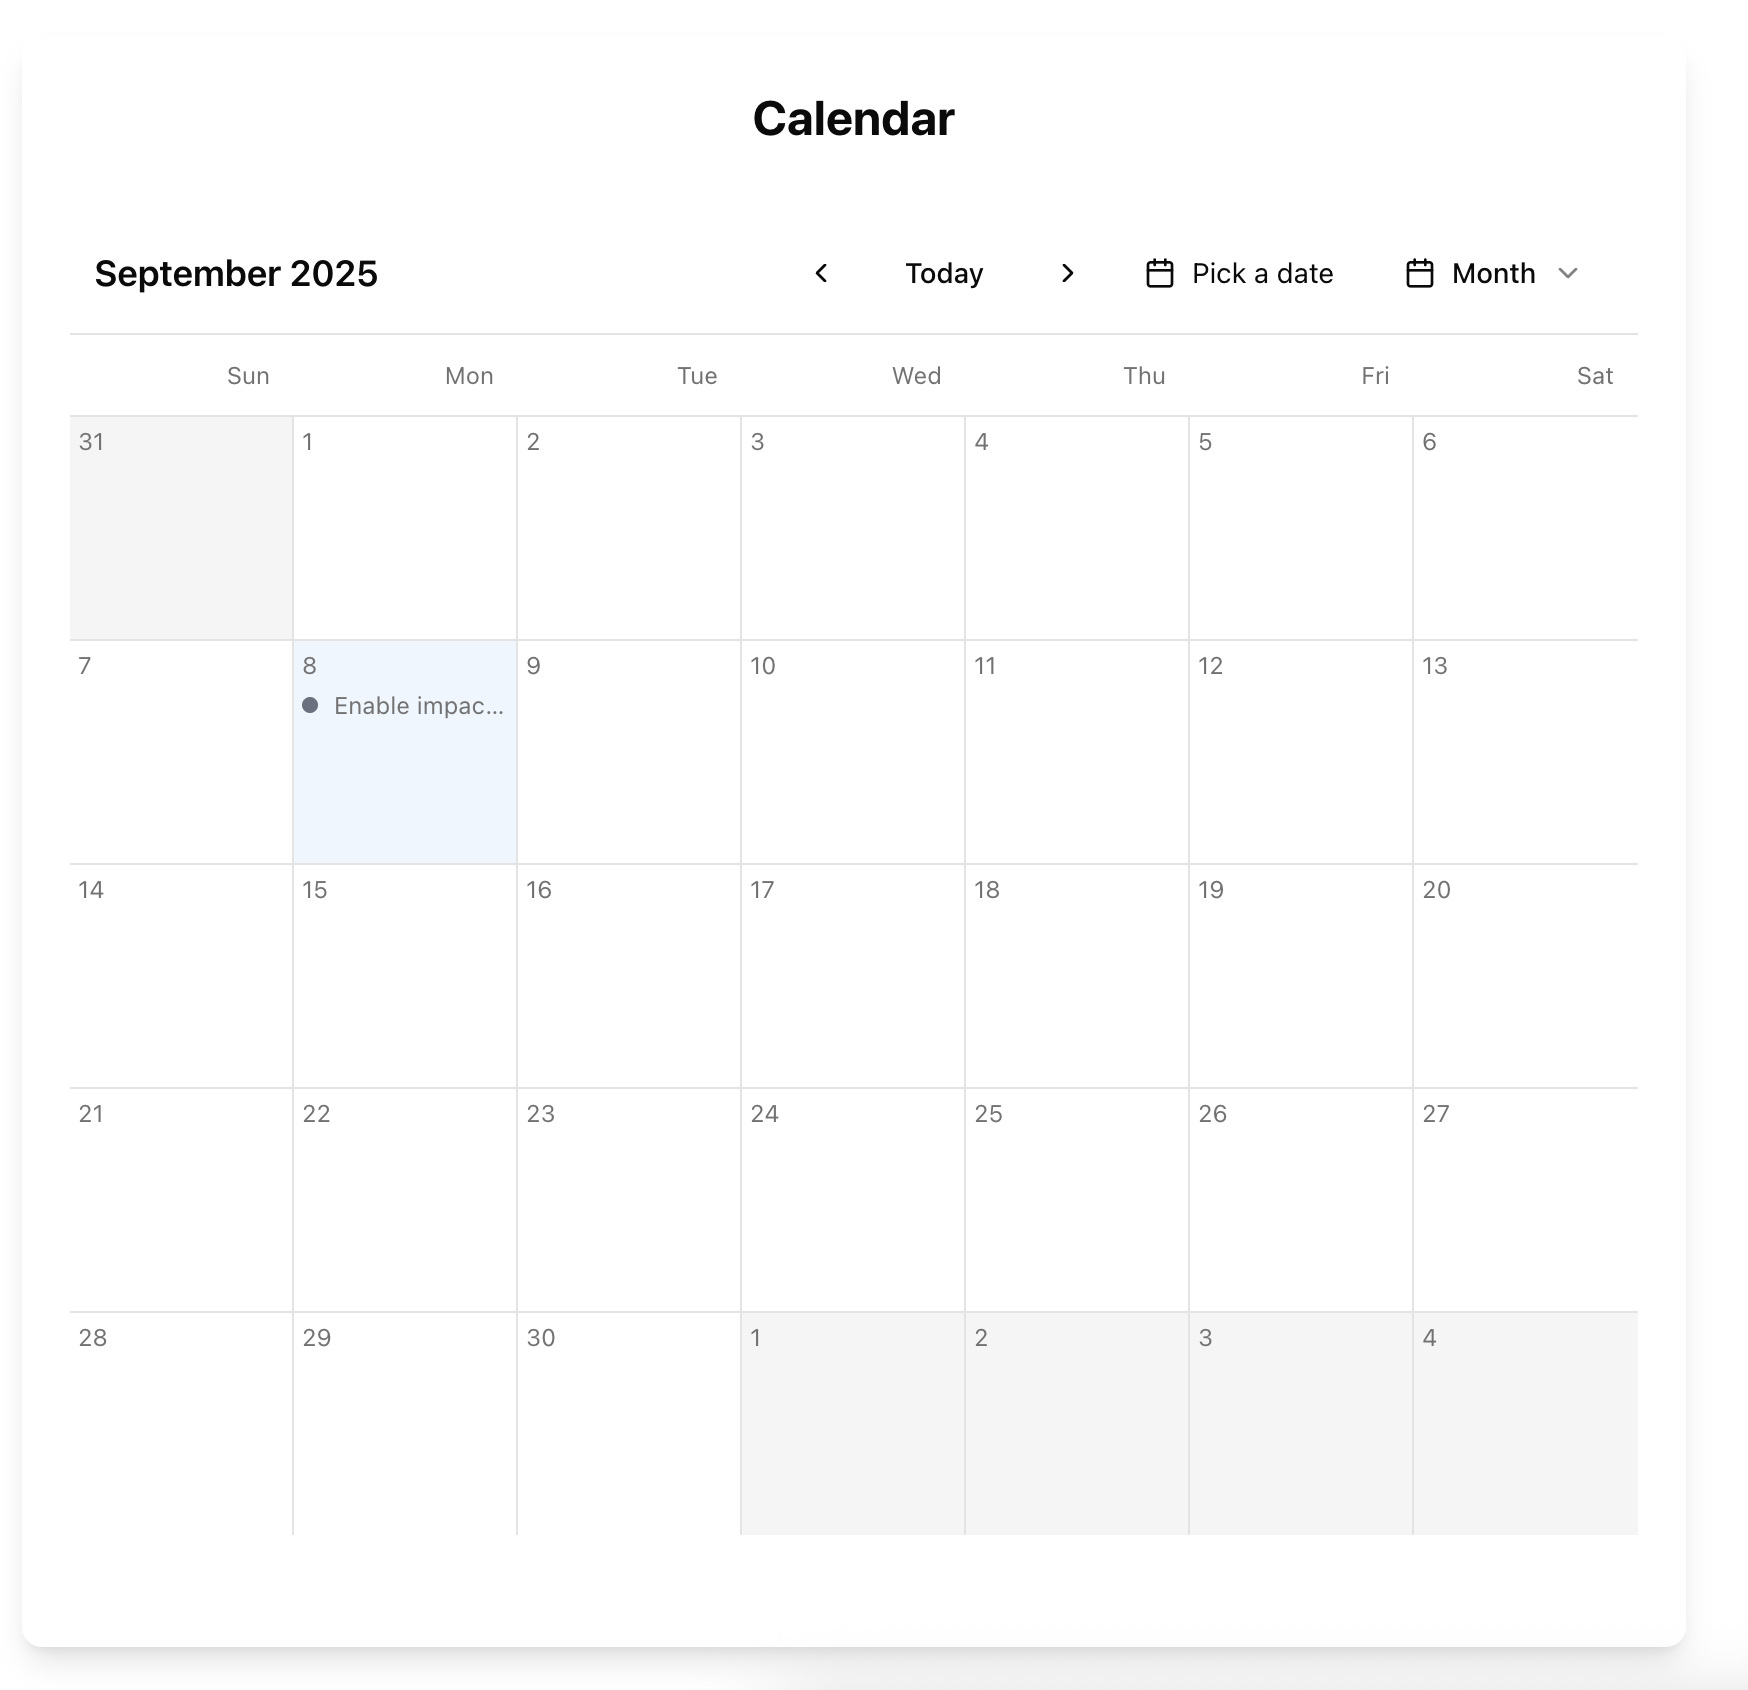 Calendar
September 2025 Today Pick a date Month
Sun Mon Tue Wed Thu Fri Sat
31 1 2 3 4 5 6
7 8 9 10 11 12 13
Enable impac...
14 15 16 17 18 19 20
21 22 23 24 25 26 27
28 29 30 1 2 3 4